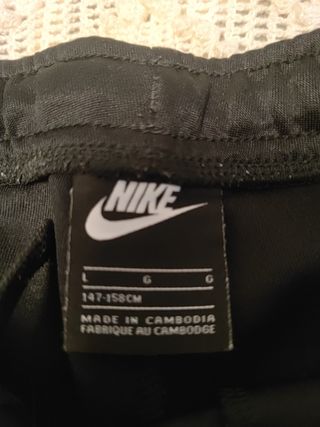 NIKE
L G G
147-158CM
MADE IN CAMBODIA
FABRIQUE AU CAMBODGE